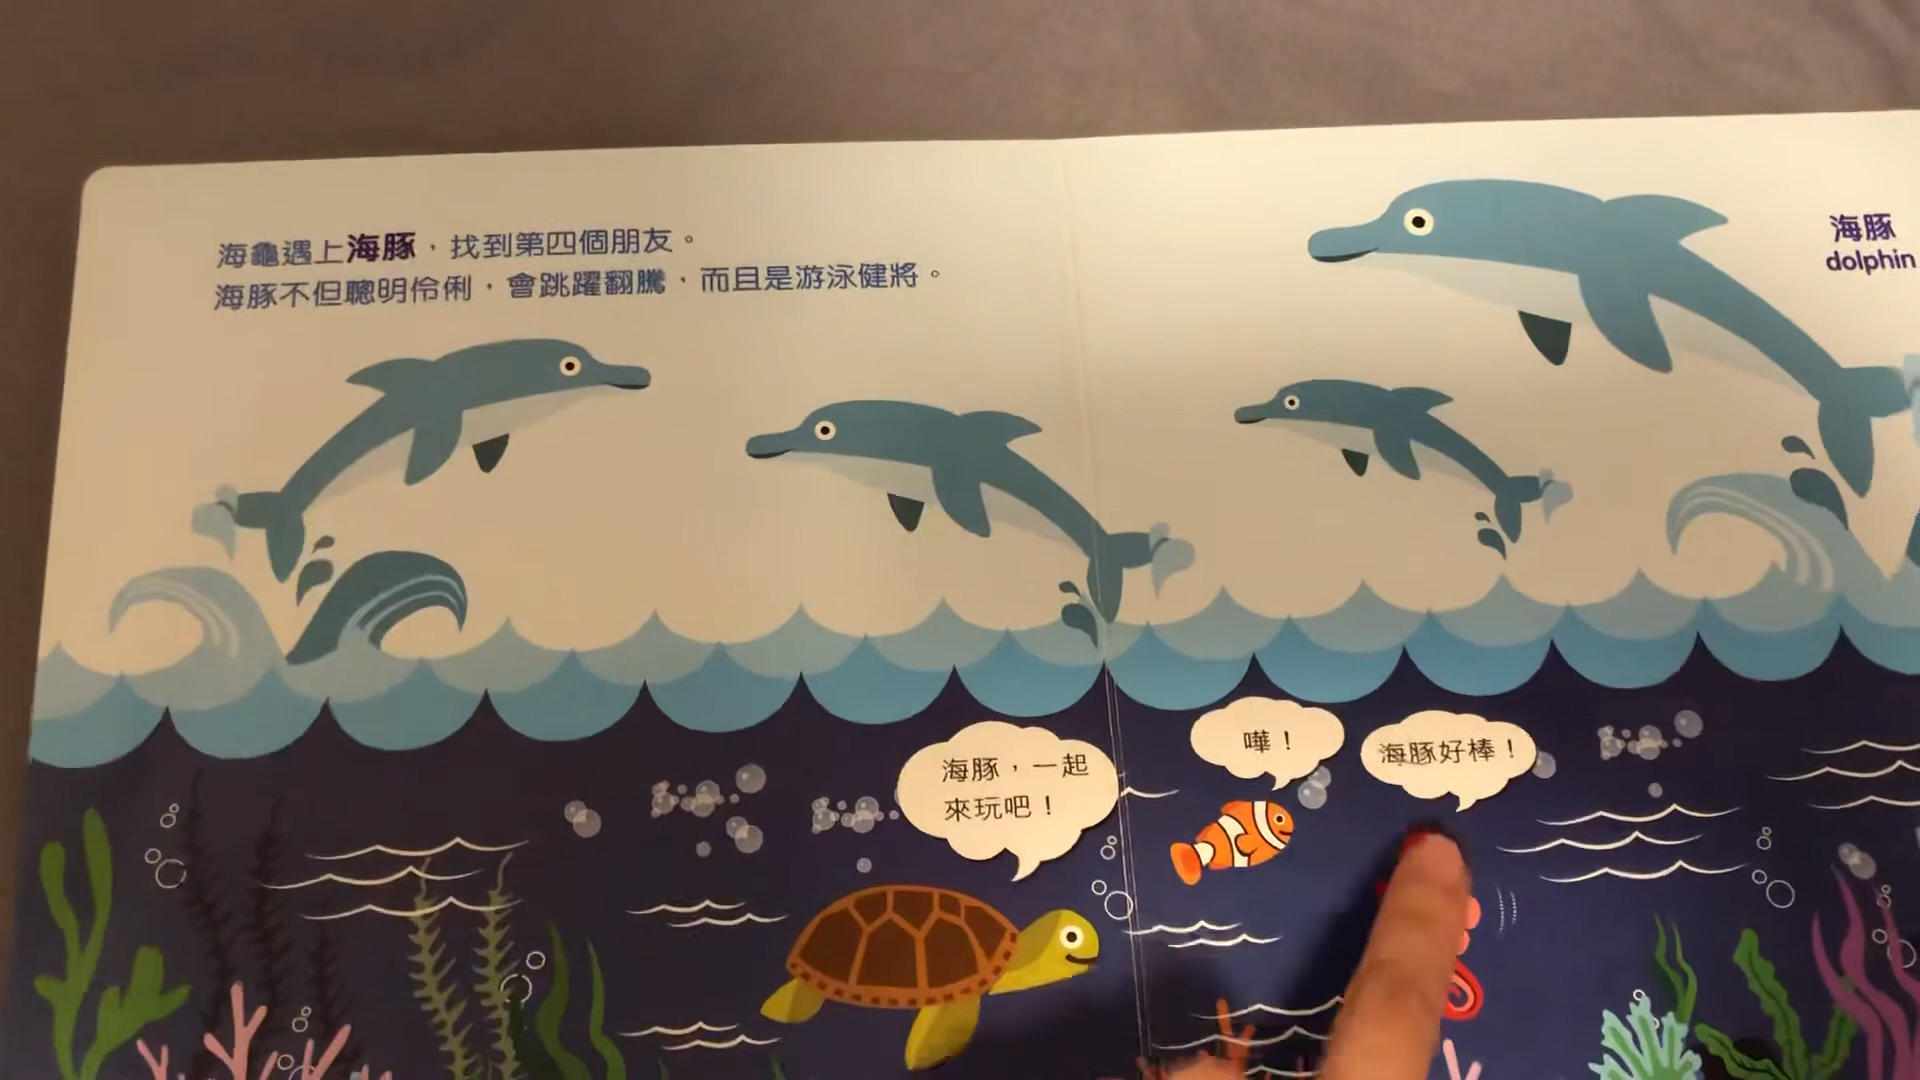 海龜遇上海豚，找到第四個朋友。
海豚不但聰明伶俐，會跳躍翻騰，而且是游泳健將。
海豚
dolphin
海豚，一起
來玩吧！
嘩！
海豚好棒！